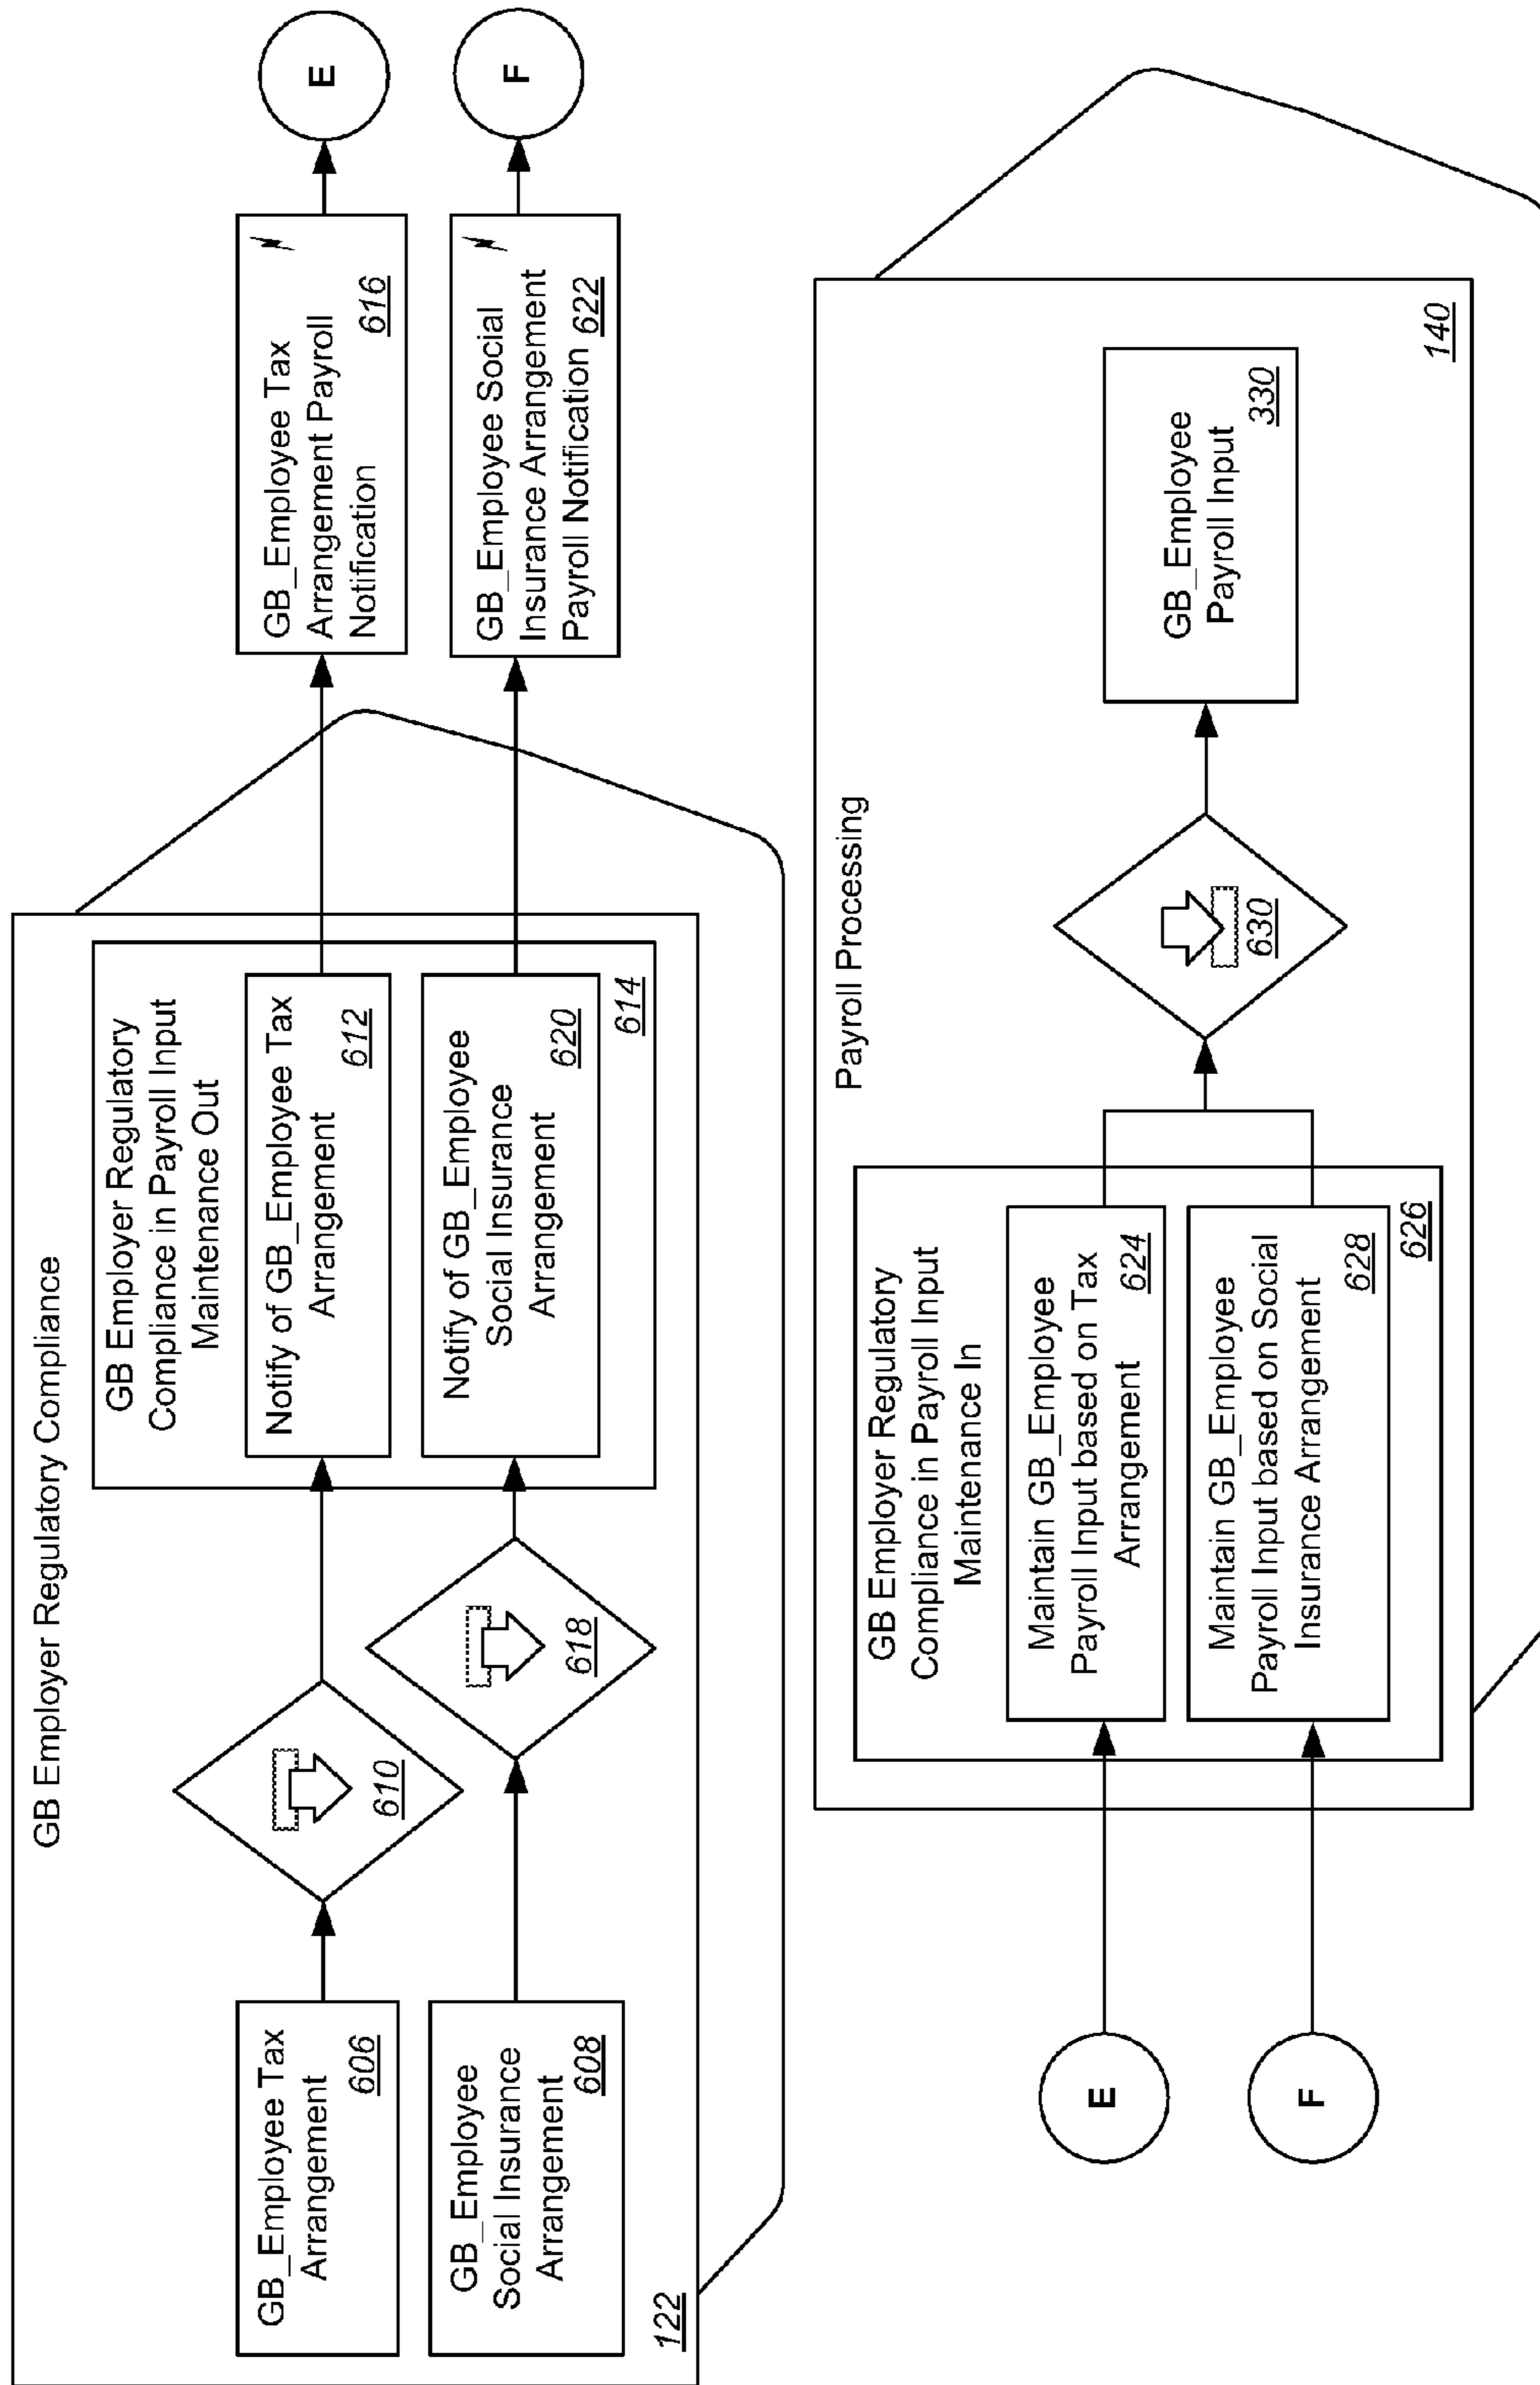 GB Employer Regulatory Compliance
GB_Employee Tax
Arrangement
606
GB_Employee
Social Insurance
Arrangement
608
122
610
618
GB Employer Regulatory
Compliance in Payroll Input
Maintenance Out
Notify of GB_Employee Tax
Arrangement
612
Notify of GB_Employee
Social Insurance
Arrangement
620
614
GB_Employee Tax
Arrangement Payroll
Notification
616
GB_Employee Social
Insurance Arrangement
Payroll Notification 622
E
F
Payroll Processing
E
F
GB Employer Regulatory
Compliance in Payroll Input
Maintenance In
Maintain GB_Employee
Payroll Input based on Tax
Arrangement
624
Maintain GB_Employee
Payroll Input based on Social
Insurance Arrangement
628
626
630
GB_Employee
Payroll Input
330
140